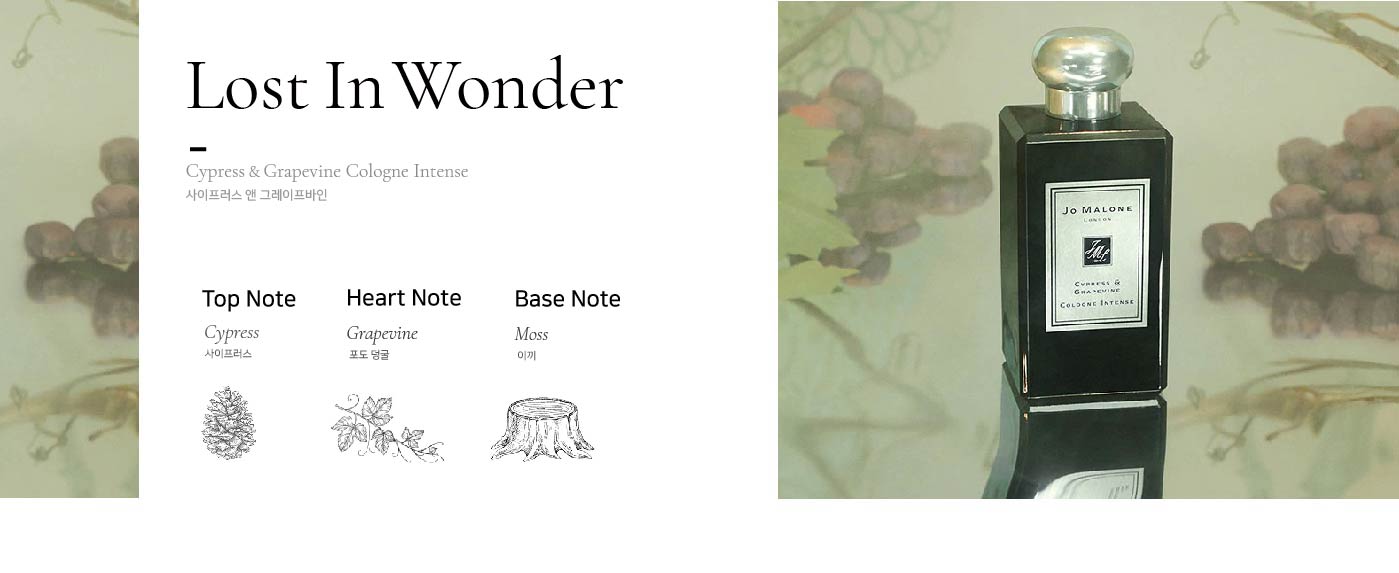 Lost In Wonder
Cypress & Grapevine Cologne Intense
사이프러스 앤 그레이프바인
Top Note
Cypress
사이프러스
Heart Note
Grapevine
포도 덩굴
Base Note
Moss
이끼
JO MALONE
LONDON
CYPRESS &
GRAPEVINE
COLOGNE INTENSE